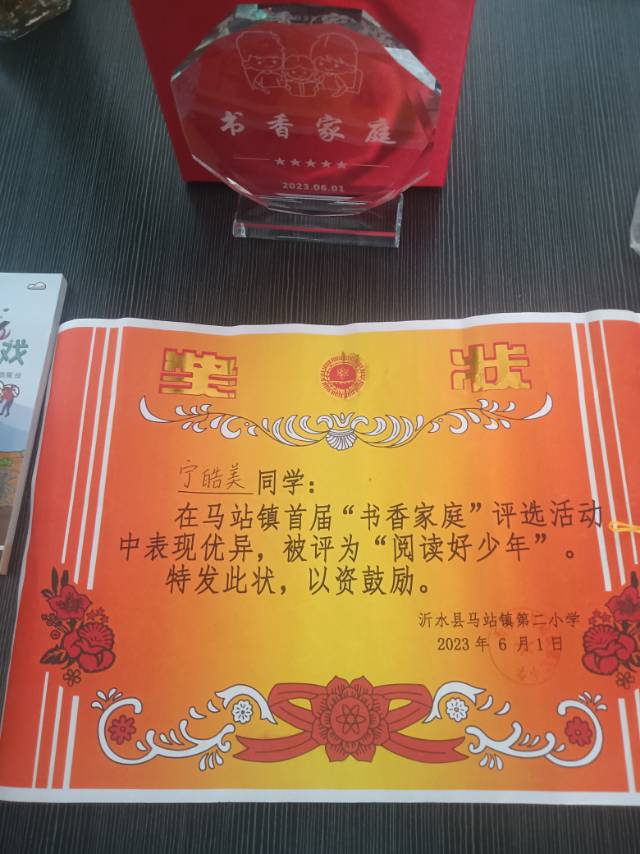 书香家庭
2023.06.01
戏
奖状
宁皓美同学：
在马站镇首届“书香家庭”评选活动
中表现优异，被评为“阅读好少年”。
特发此状，以资鼓励。
沂水县马站镇第二小学
2023年6月1日